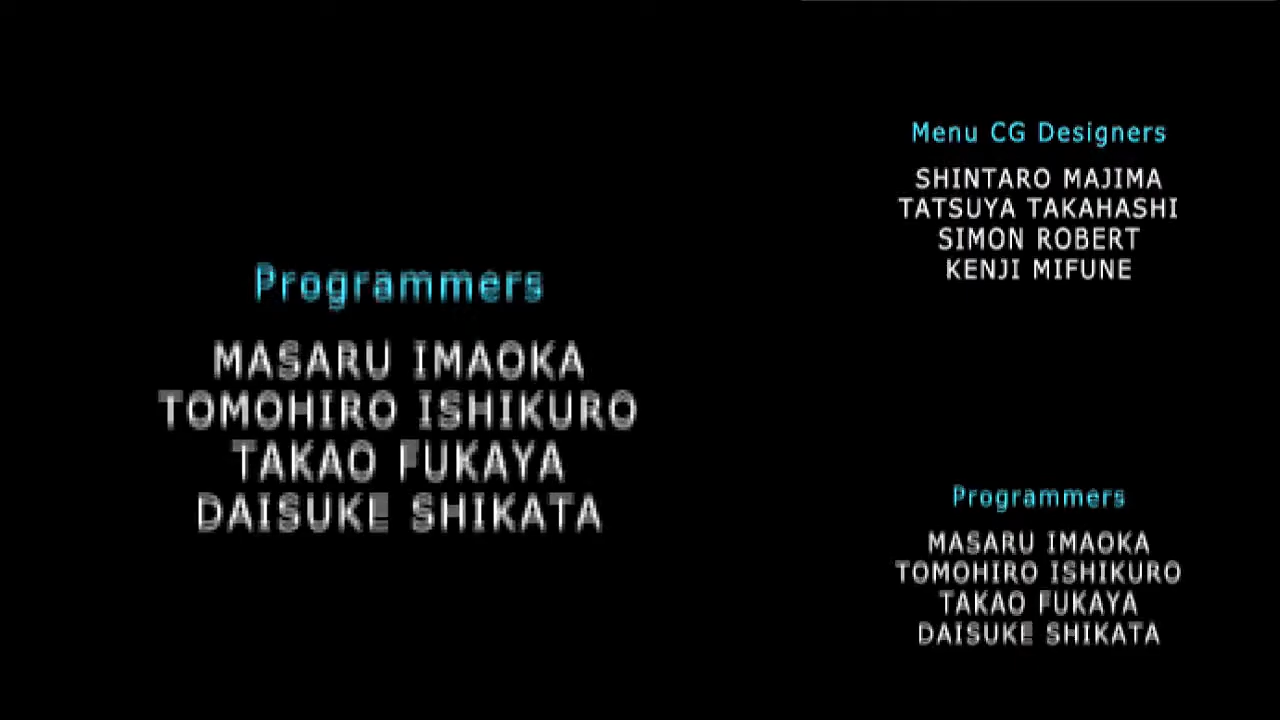 Programmers
MASARU IMAOKA
TOMOHIRO ISHIKURO
TAKAO FUKAYA
DAISUKE SHIKATA
Menu CG Designers
SHINTARO MAJIMA
TATSUYA TAKAHASHI
SIMON ROBERT
KENJI MIFUNE
Programmers
MASARU IMAOKA
TOMOHIRO ISHIKURO
TAKAO FUKAYA
DAISUKE SHIKATA